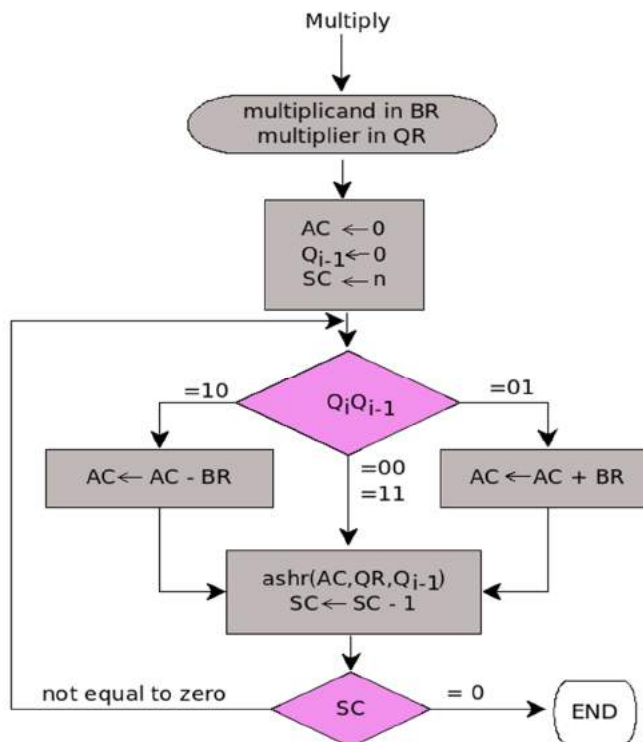 Multiply
multiplicand in BR
multiplier in QR
AC ←0
Qi-1←0
SC ←n
=10
QiQi-1
=01
AC← AC - BR
=00
=11
AC ←AC + BR
ashr(AC,QR,Qi-1)
SC← SC - 1
not equal to zero
SC
= 0
END